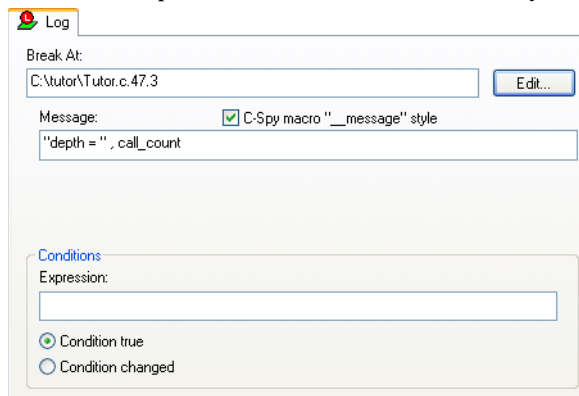 Log
Break At:
C:\tutor\Tutor.c.47.3
Edit...
Message:
C-Spy macro "__message" style
"depth = " , call_count
Conditions
Expression:
Condition true
Condition changed